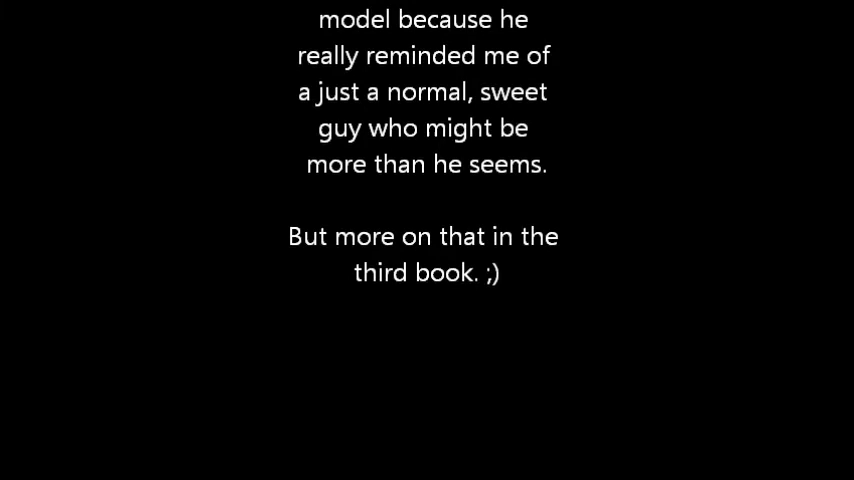 model because he
really reminded me of
a just a normal, sweet
guy who might be
more than he seems.
But more on that in the
third book. ;)